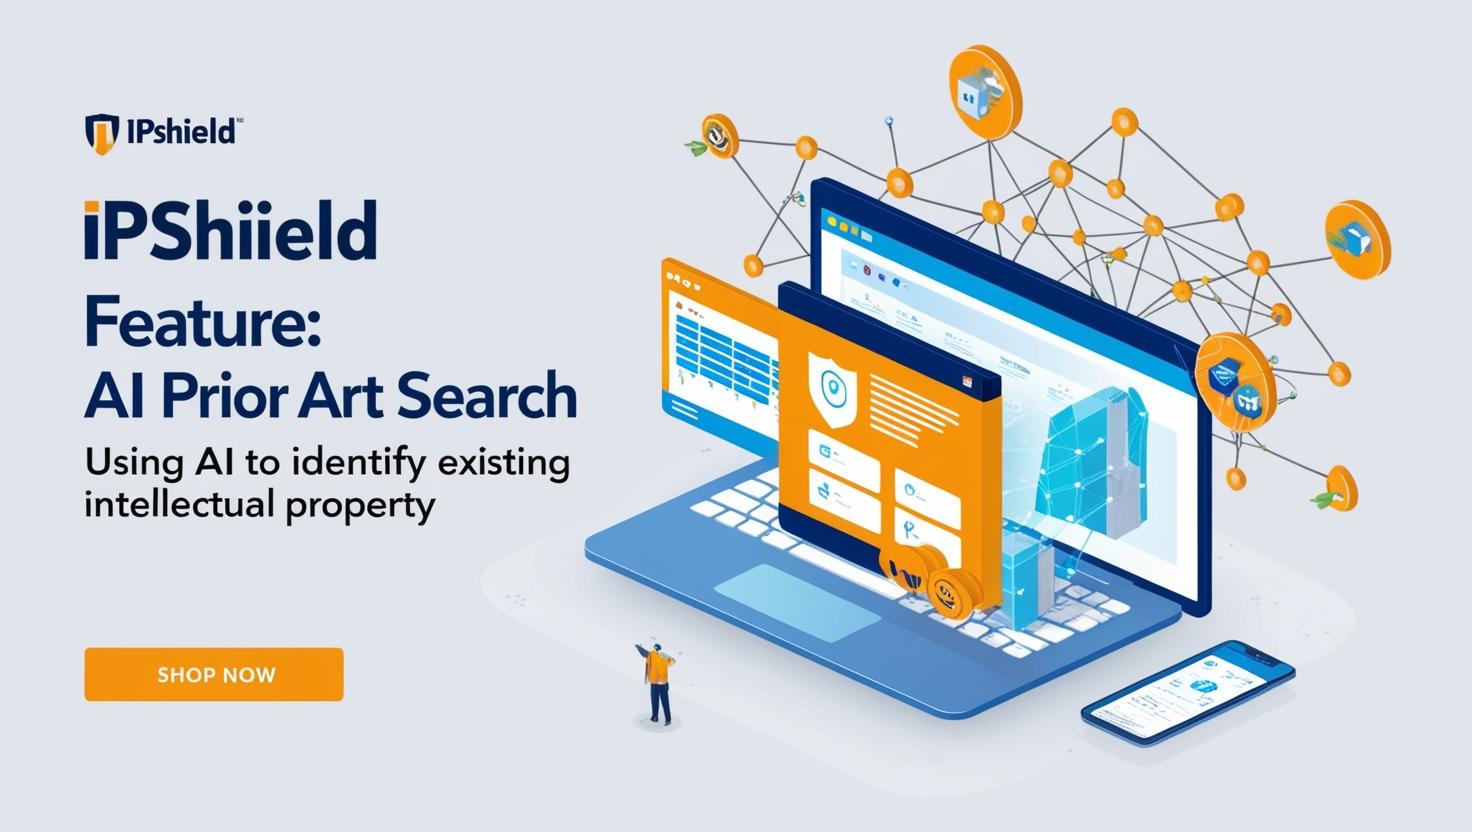 IPshield
iPShiield
Feature:
AI Prior Art Search
Using AI to identify existing
intellectual property
SHOP NOW